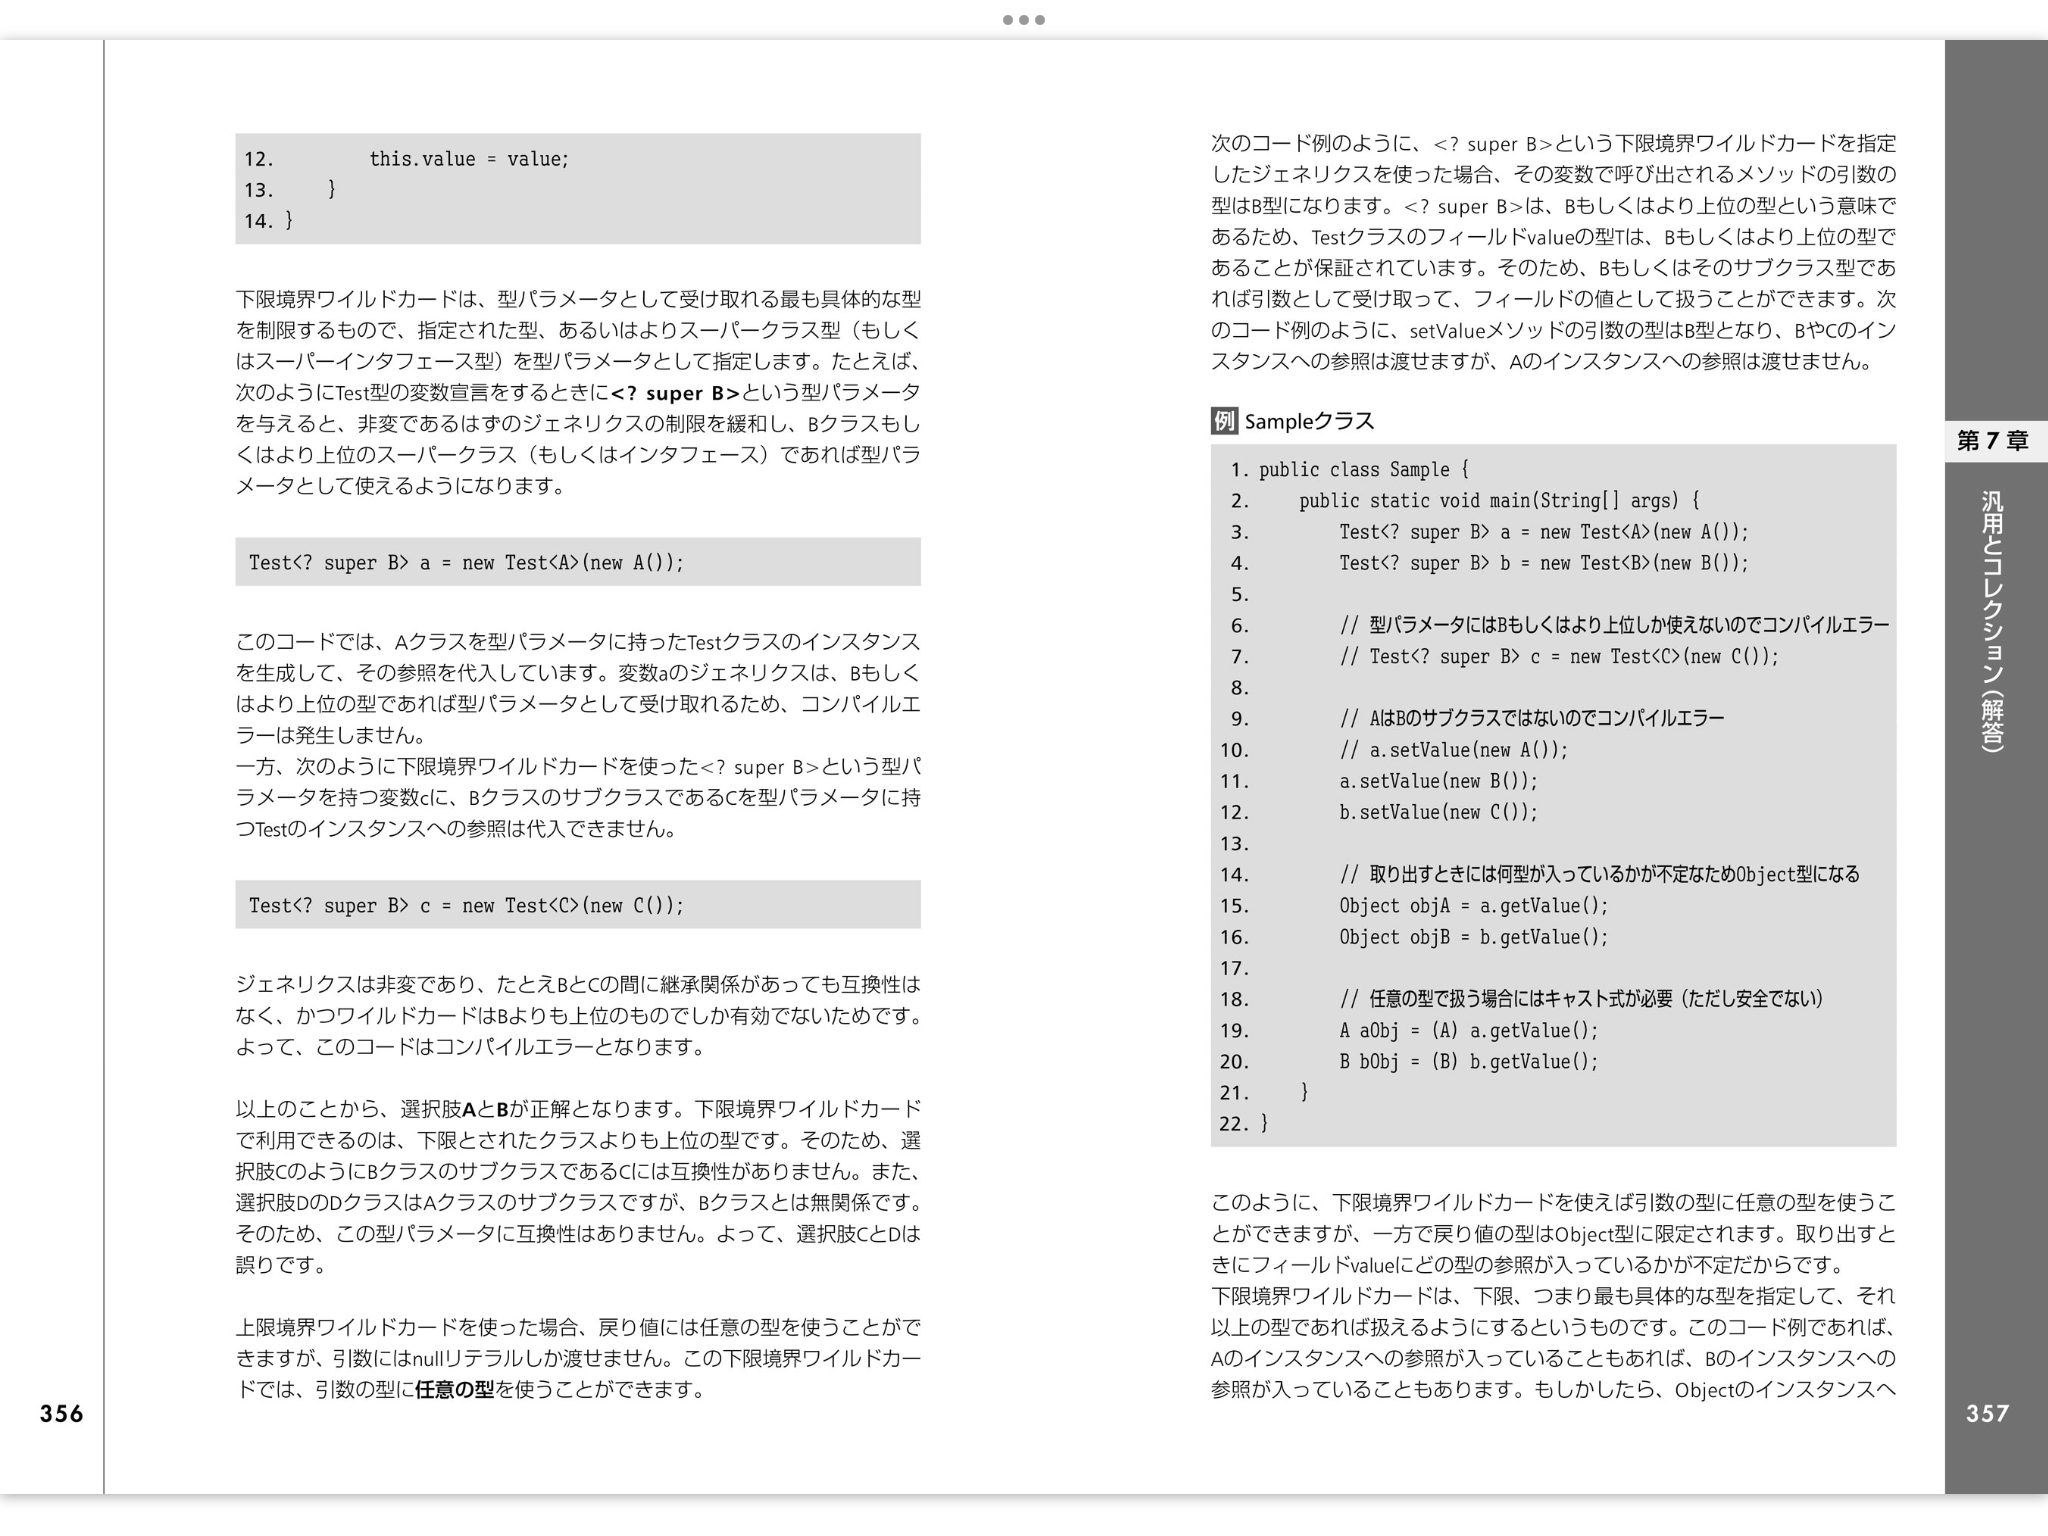 12.         this.value = value;
13.     }
14. }
下限境界ワイルドカードは、型パラメータとして受け取れる最も具体的な型
を制限するもので、指定された型、あるいはよりスーパークラス型（もしく
はスーパーインタフェース型）を型パラメータとして指定します。たとえば、
次のようにTest型の変数宣言をするときに<? super B>という型パラメータ
を与えると、非変であるはずのジェネリクスの制限を緩和し、Bクラスもし
くはより上位のスーパークラス（もしくはインタフェース）であれば型パラ
メータとして使えるようになります。
Test<? super B> a = new Test<A>(new A());
このコードでは、Aクラスを型パラメータに持ったTestクラスのインスタンス
を生成して、その参照を代入しています。変数aのジェネリクスは、Bもしく
はより上位の型であれば型パラメータとして受け取れるため、コンパイルエ
ラーは発生しません。
一方、次のように下限境界ワイルドカードを使った<? super B>という型パ
ラメータを持つ変数cに、BクラスのサブクラスであるCを型パラメータに持
つTestのインスタンスへの参照は代入できません。
Test<? super B> c = new Test<C>(new C());
ジェネリクスは非変であり、たとえBとCの間に継承関係があっても互換性は
なく、かつワイルドカードはBよりも上位のものでしか有効でないためです。
よって、このコードはコンパイルエラーとなります。
以上のことから、選択肢AとBが正解となります。下限境界ワイルドカード
で利用できるのは、下限とされたクラスよりも上位の型です。そのため、選
択肢CのようにBクラスのサブクラスであるCには互換性がありません。また、
選択肢DのDクラスはAクラスのサブクラスですが、Bクラスとは無関係です。
そのため、この型パラメータに互換性はありません。よって、選択肢CとDは
誤りです。
上限境界ワイルドカードを使った場合、戻り値には任意の型を使うことがで
きますが、引数にはnullリテラルしか渡せません。この下限境界ワイルドカー
ドでは、引数の型に任意の型を使うことができます。
356
次のコード例のように、<? super B>という下限境界ワイルドカードを指定
したジェネリクスを使った場合、その変数で呼び出されるメソッドの引数の
型はB型になります。<? super B>は、Bもしくはより上位の型という意味で
あるため、Testクラスのフィールドvalueの型Tは、Bもしくはより上位の型で
あることが保証されています。そのため、Bもしくはそのサブクラス型であ
れば引数として受け取って、フィールドの値として扱うことができます。次
のコード例のように、setValueメソッドの引数の型はB型となり、BやCのイン
スタンスへの参照は渡せますが、Aのインスタンスへの参照は渡せません。
例 Sampleクラス
1. public class Sample {
2.     public static void main(String[] args) {
3.         Test<? super B> a = new Test<A>(new A());
4.         Test<? super B> b = new Test<B>(new B());
5.
6.         // 型パラメータにはBもしくはより上位しか使えないのでコンパイルエラー
7.         // Test<? super B> c = new Test<C>(new C());
8.
9.         // AはBのサブクラスではないのでコンパイルエラー
10.         // a.setValue(new A());
11.         a.setValue(new B());
12.         b.setValue(new C());
13.
14.         // 取り出すときには何型が入っているかが不定なためObject型になる
15.         Object objA = a.getValue();
16.         Object objB = b.getValue();
17.
18.         // 任意の型で扱う場合にはキャスト式が必要（ただし安全でない）
19.         A aObj = (A) a.getValue();
20.         B bObj = (B) b.getValue();
21.     }
22. }
このように、下限境界ワイルドカードを使えば引数の型に任意の型を使うこ
とができますが、一方で戻り値の型はObject型に限定されます。取り出すと
きにフィールドvalueにどの型の参照が入っているかが不定だからです。
下限境界ワイルドカードは、下限、つまり最も具体的な型を指定して、それ
以上の型であれば扱えるようにするというものです。このコード例であれば、
Aのインスタンスへの参照が入っていることもあれば、Bのインスタンスへの
参照が入っていることもあります。もしかしたら、Objectのインスタンスへ
第7章
汎用とコレクション（解答）
357